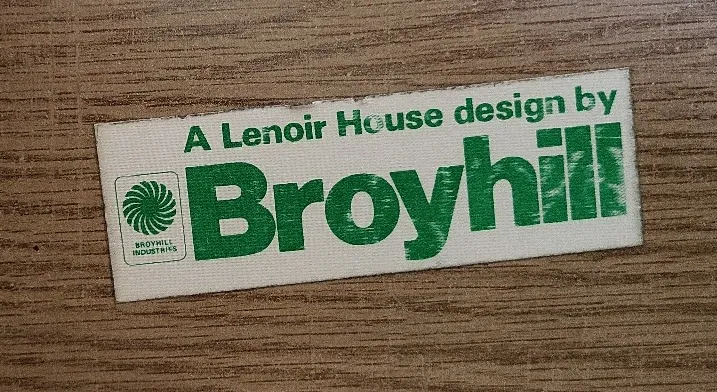 A Lenoir House design by
Broyhill
BROYHILL
INDUSTRIES